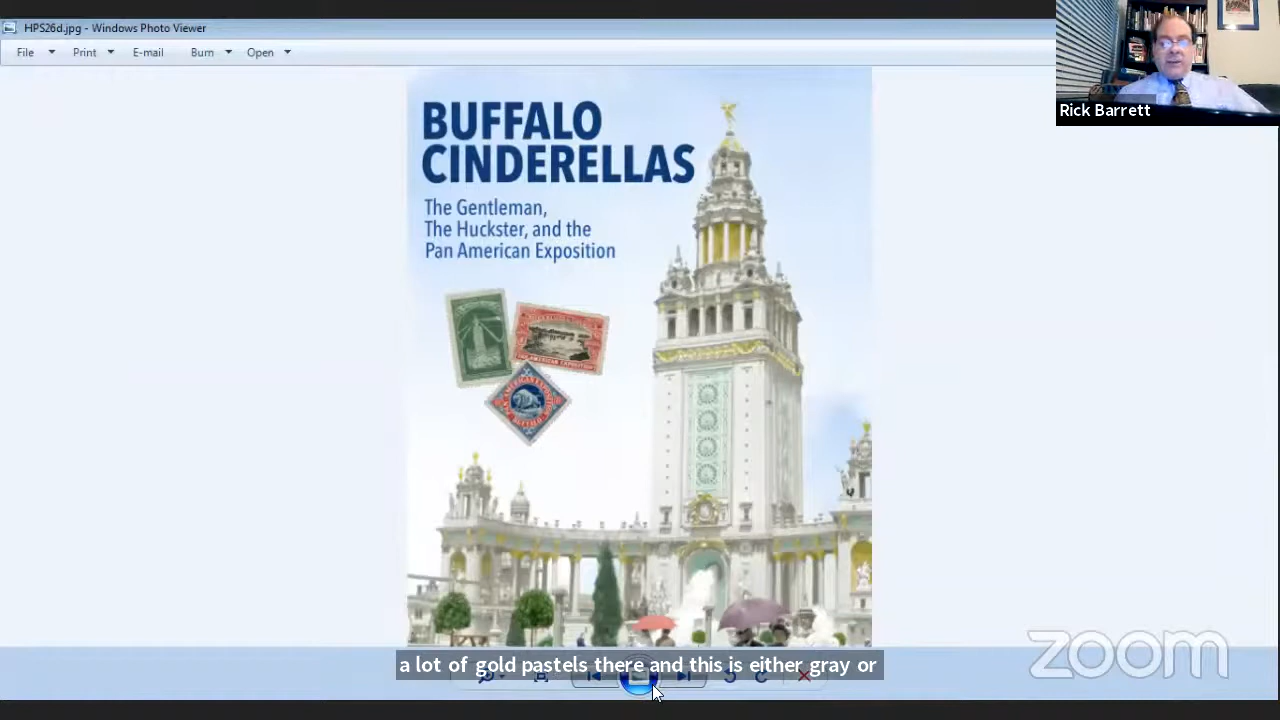 HPS26d.jpg - Windows Photo Viewer
File Print E-mail Burn Open
Rick Barrett
BUFFALO
CINDERELLAS
The Gentleman,
The Huckster, and the
Pan American Exposition
a lot of gold pastels there and this is either gray or
zoom